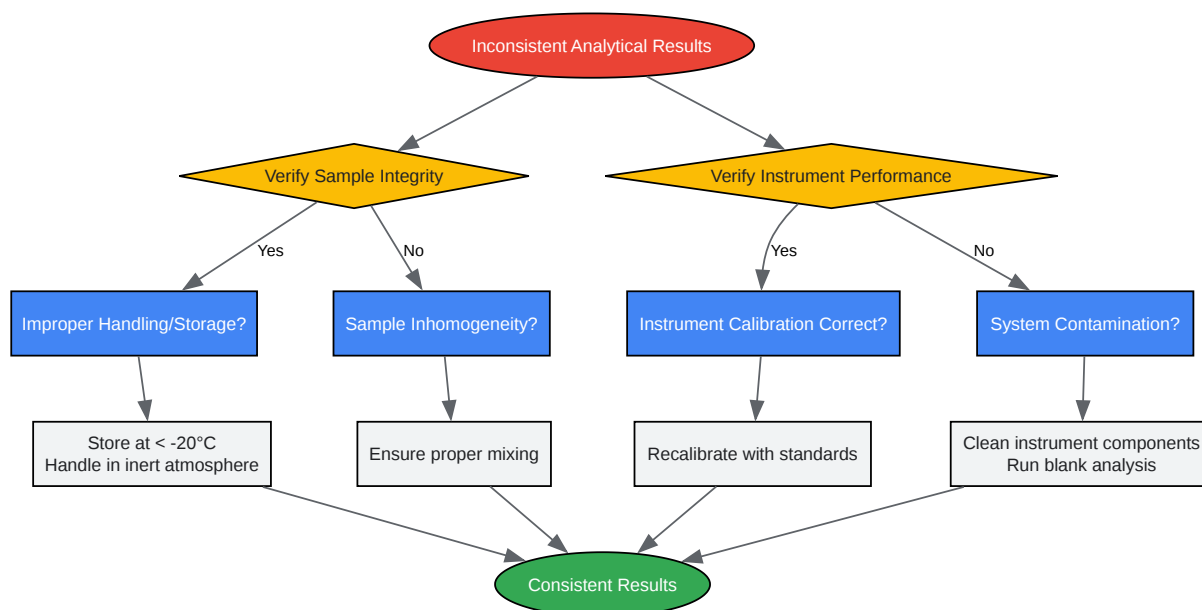 Inconsistent Analytical Results
Verify Sample Integrity
Verify Instrument Performance
Yes
No
Yes
No
Improper Handling/Storage?
Sample Inhomogeneity?
Instrument Calibration Correct?
System Contamination?
Store at < -20°C
Handle in inert atmosphere
Ensure proper mixing
Recalibrate with standards
Clean instrument components
Run blank analysis
Consistent Results